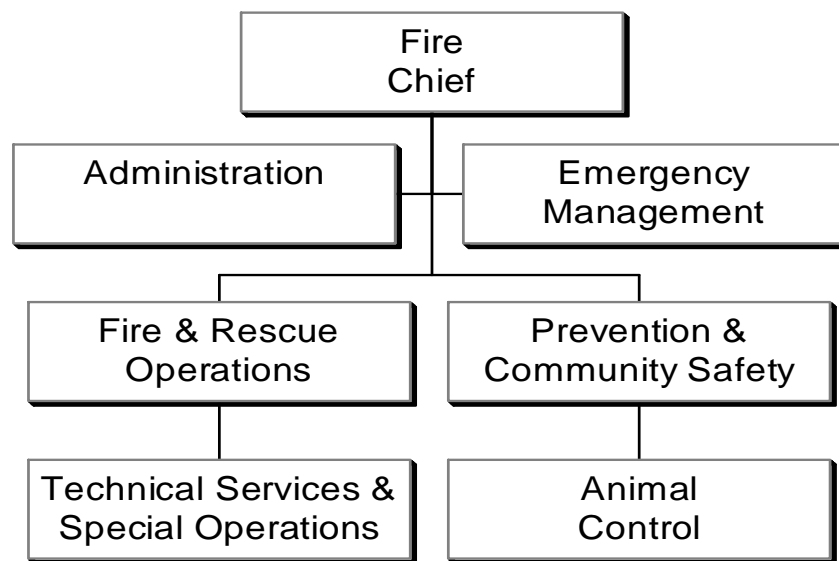 Fire
Chief
Administration
Emergency
Management
Fire & Rescue
Operations
Prevention &
Community Safety
Technical Services &
Special Operations
Animal
Control